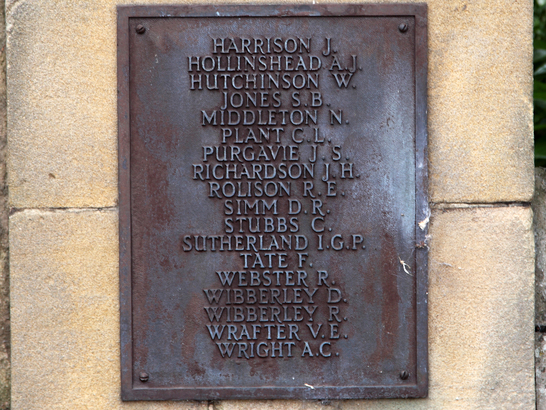 HARRISON J.
HOLLINSHEAD A.J.
HUTCHINSON W.
JONES S.B.
MIDDLETON N.
PLANT C.L.
PURGAVIE J.S.
RICHARDSON J.H.
ROLISON R.E.
SIMM D.R.
STUBBS C.
SUTHERLAND I.G.P.
TATE F.
WEBSTER R.
WIBBERLEY D.
WIBBERLEY R.
WRAFTER V.E.
WRIGHT A.C.